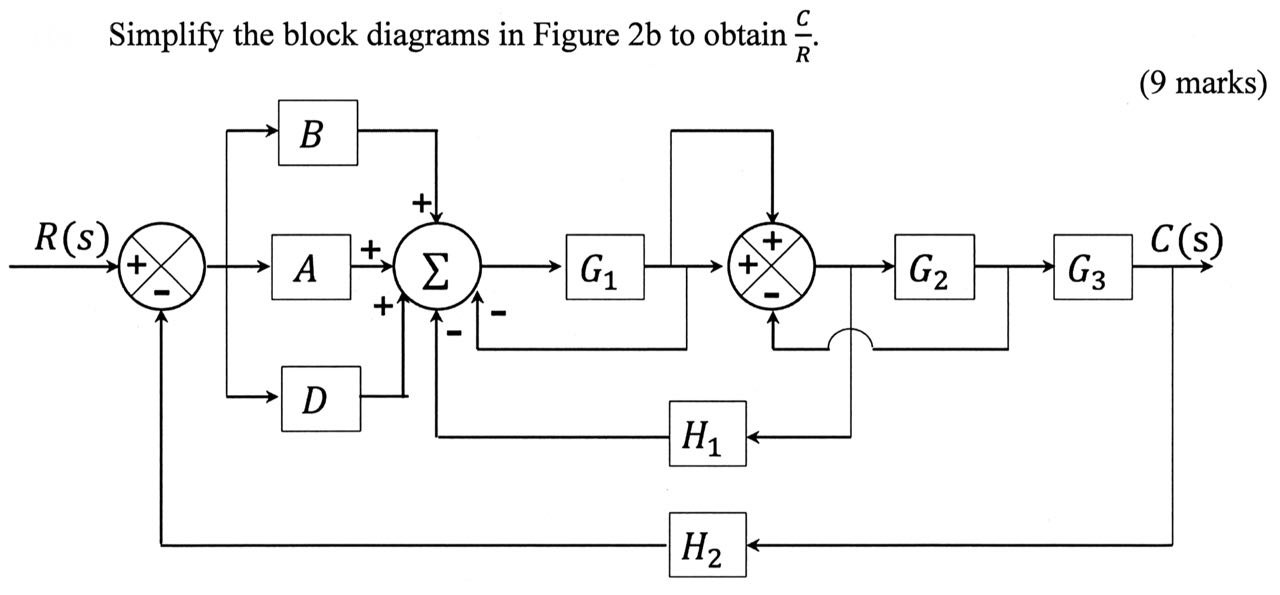 Simplify the block diagrams in Figure 2b to obtain C/R.
(9 marks)
B
+
R(s)
+
-
A
+
Σ
G₁
+
+
-
G₂
G₃
C(s)
+
-
-
D
H₁
H₂